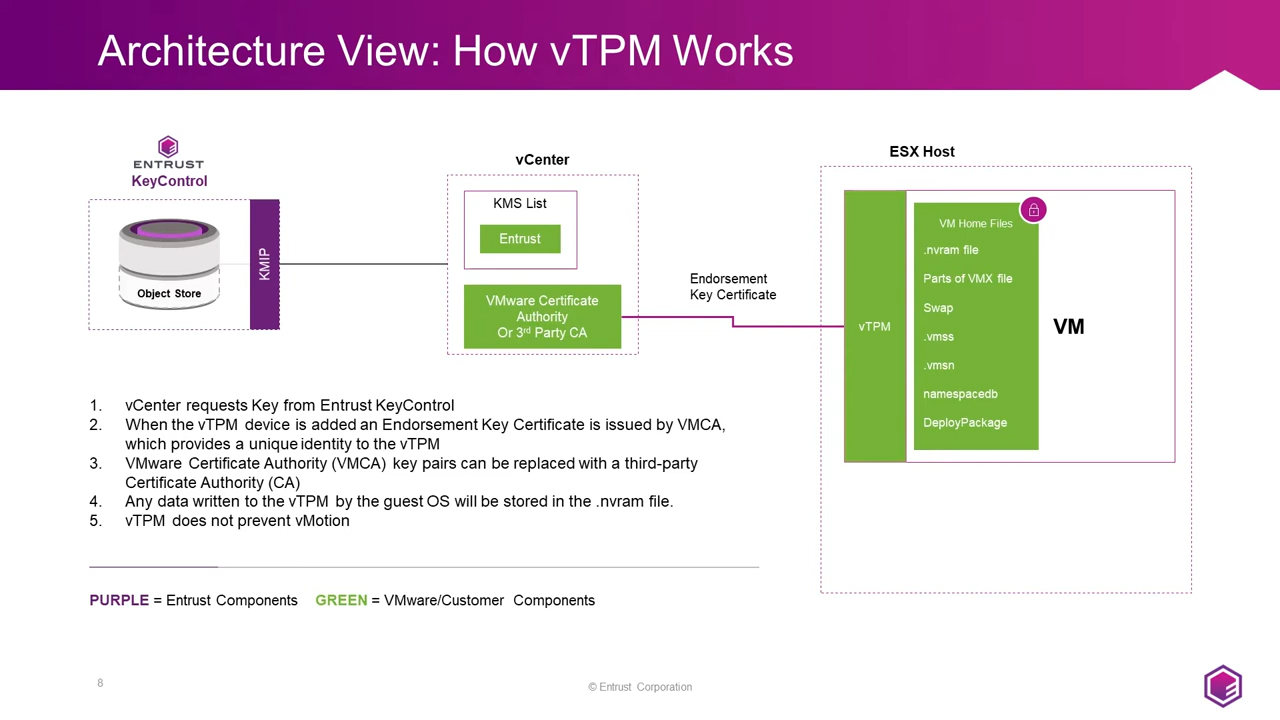 Architecture View: How vTPM Works
ENTRUST
KeyControl
Object Store
KMIP
vCenter
KMS List
Entrust
VMware Certificate
Authority
Or 3rd Party CA
Endorsement
Key Certificate
ESX Host
vTPM
VM Home Files
.nvram file
Parts of VMX file
Swap
.vmss
.vmsn
namespacedb
DeployPackage
VM
1. vCenter requests Key from Entrust KeyControl
2. When the vTPM device is added an Endorsement Key Certificate is issued by VMCA,
which provides a unique identity to the vTPM
3. VMware Certificate Authority (VMCA) key pairs can be replaced with a third-party
Certificate Authority (CA)
4. Any data written to the vTPM by the guest OS will be stored in the .nvram file.
5. vTPM does not prevent vMotion
PURPLE = Entrust Components GREEN = VMware/Customer Components
8
© Entrust Corporation